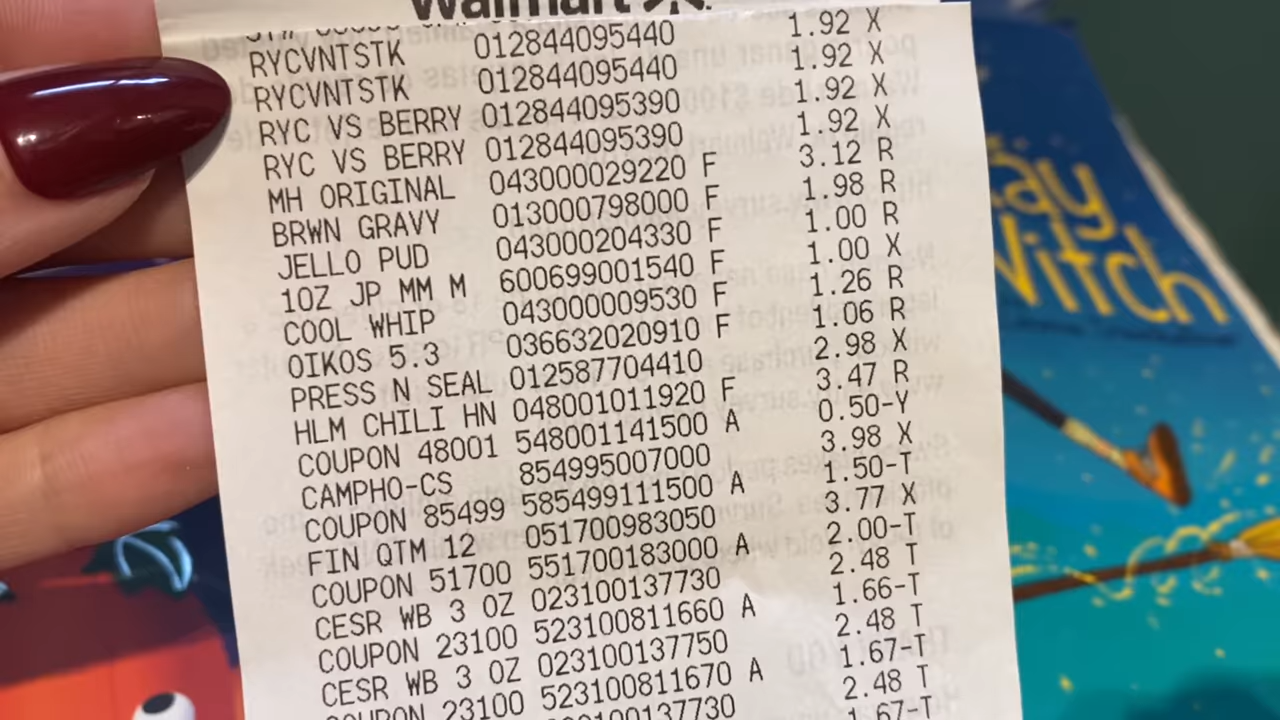 Walmart
RYCVNTSTK 012844095440 1.92 X
RYCVNTSTK 012844095440 1.92 X
RYC VS BERRY 012844095390 1.92 X
RYC VS BERRY 012844095390 1.92 X
MH ORIGINAL 043000029220 F 3.12 R
BRWN GRAVY 013000798000 F 1.98 R
JELLO PUD 043000204330 F 1.00 R
1OZ JP MM M 600699001540 F 1.00 X
COOL WHIP 043000009530 F 1.26 R
OIKOS 5.3 036632020910 F 1.06 R
PRESS N SEAL 012587704410 2.98 X
HLM CHILI HN 048001011920 F 3.47 R
COUPON 48001 548001141500 A 0.50-Y
CAMPHO-CS 854995007000 3.98 X
COUPON 85499 585499111500 A 1.50-T
FIN QTM 12 051700983050 3.77 X
COUPON 51700 551700183000 A 2.00-T
CESR WB 3 OZ 023100137730 2.48 T
COUPON 23100 523100811660 A 1.66-T
CESR WB 3 OZ 023100137750 2.48 T
COUPON 23100 523100811670 A 1.67-T
2.48 T
1.67-T
Witch